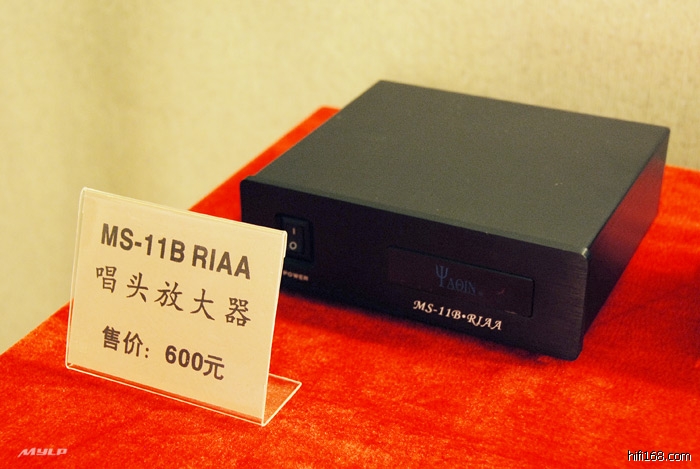 MS-11B RIAA
唱头放大器
售价：600元
POWER
ΨΔθIN
MS-11B•RIAA
MYLP
hifi168.com